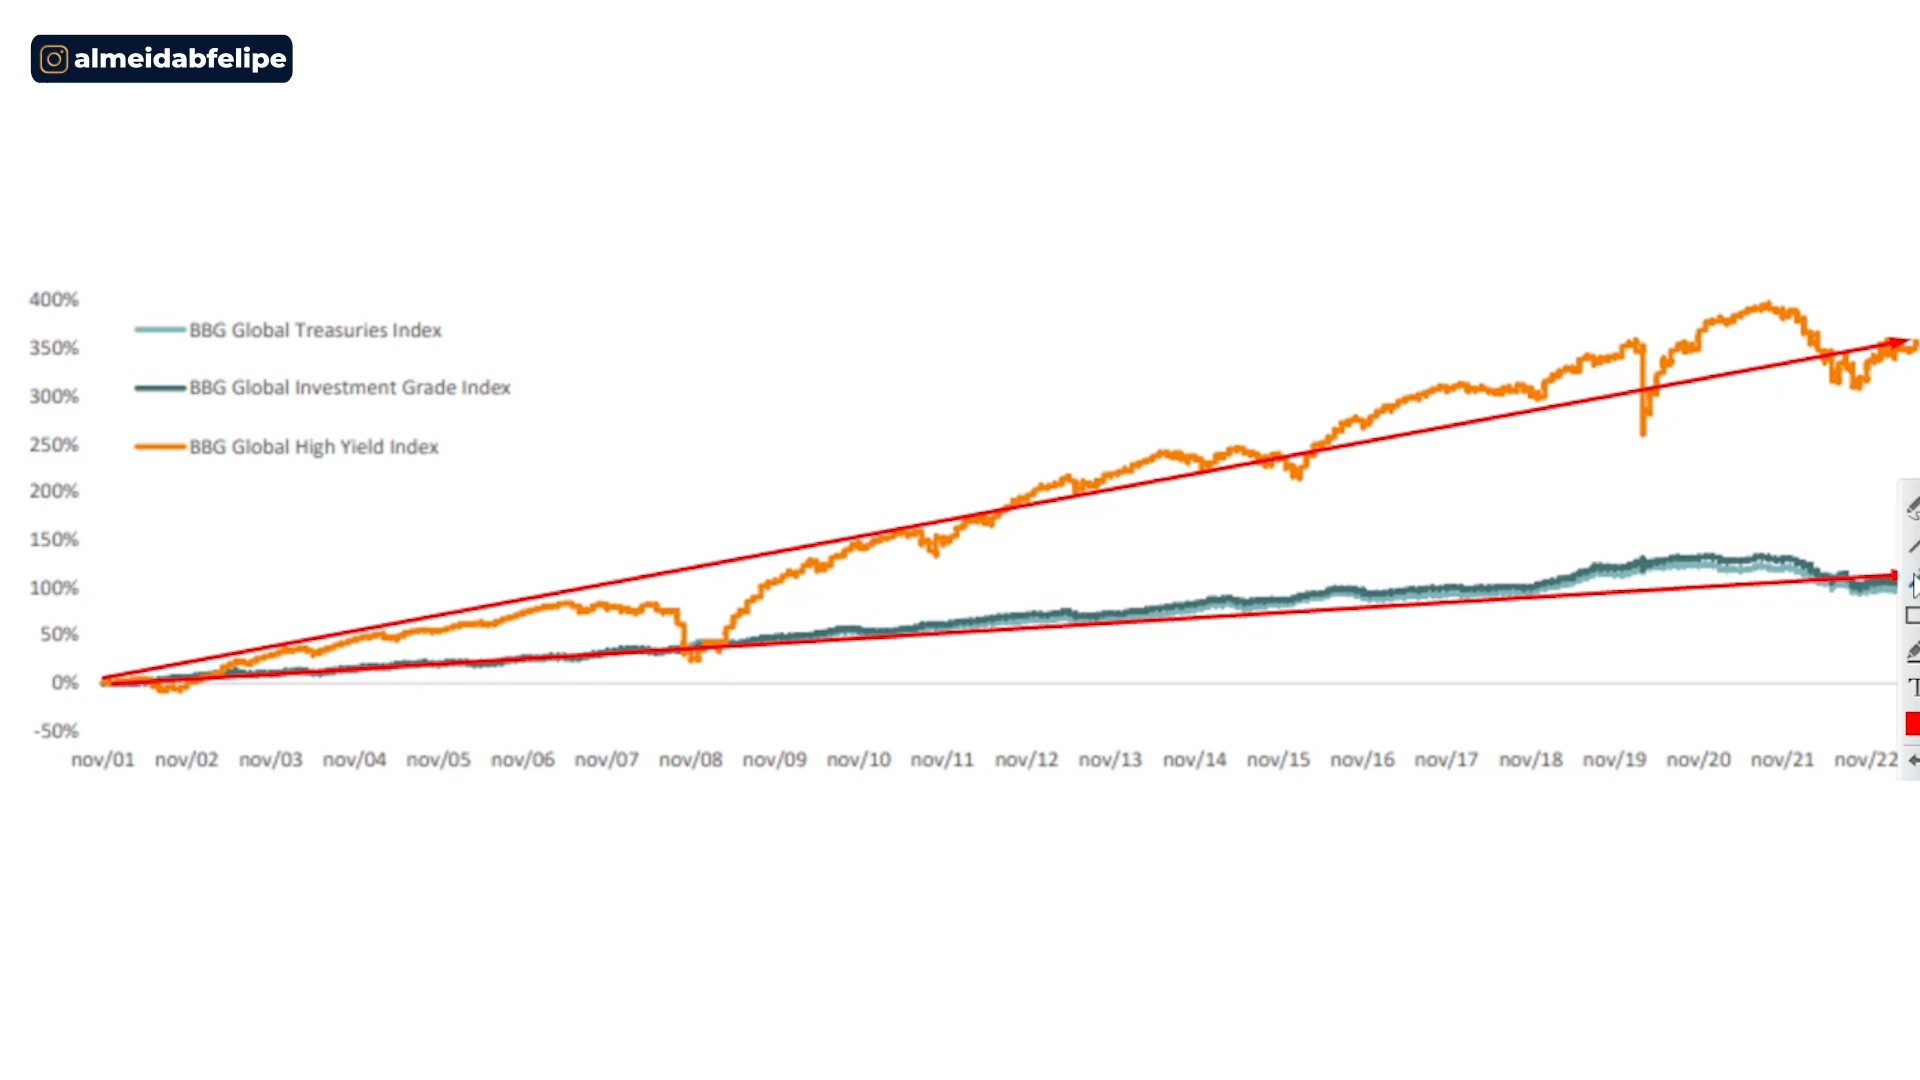 almeidabfelipe
400%
350%
300%
250%
200%
150%
100%
50%
0%
-50%
BBG Global Treasuries Index
BBG Global Investment Grade Index
BBG Global High Yield Index
nov/01 nov/02 nov/03 nov/04 nov/05 nov/06 nov/07 nov/08 nov/09 nov/10 nov/11 nov/12 nov/13 nov/14 nov/15 nov/16 nov/17 nov/18 nov/19 nov/20 nov/21 nov/22
T